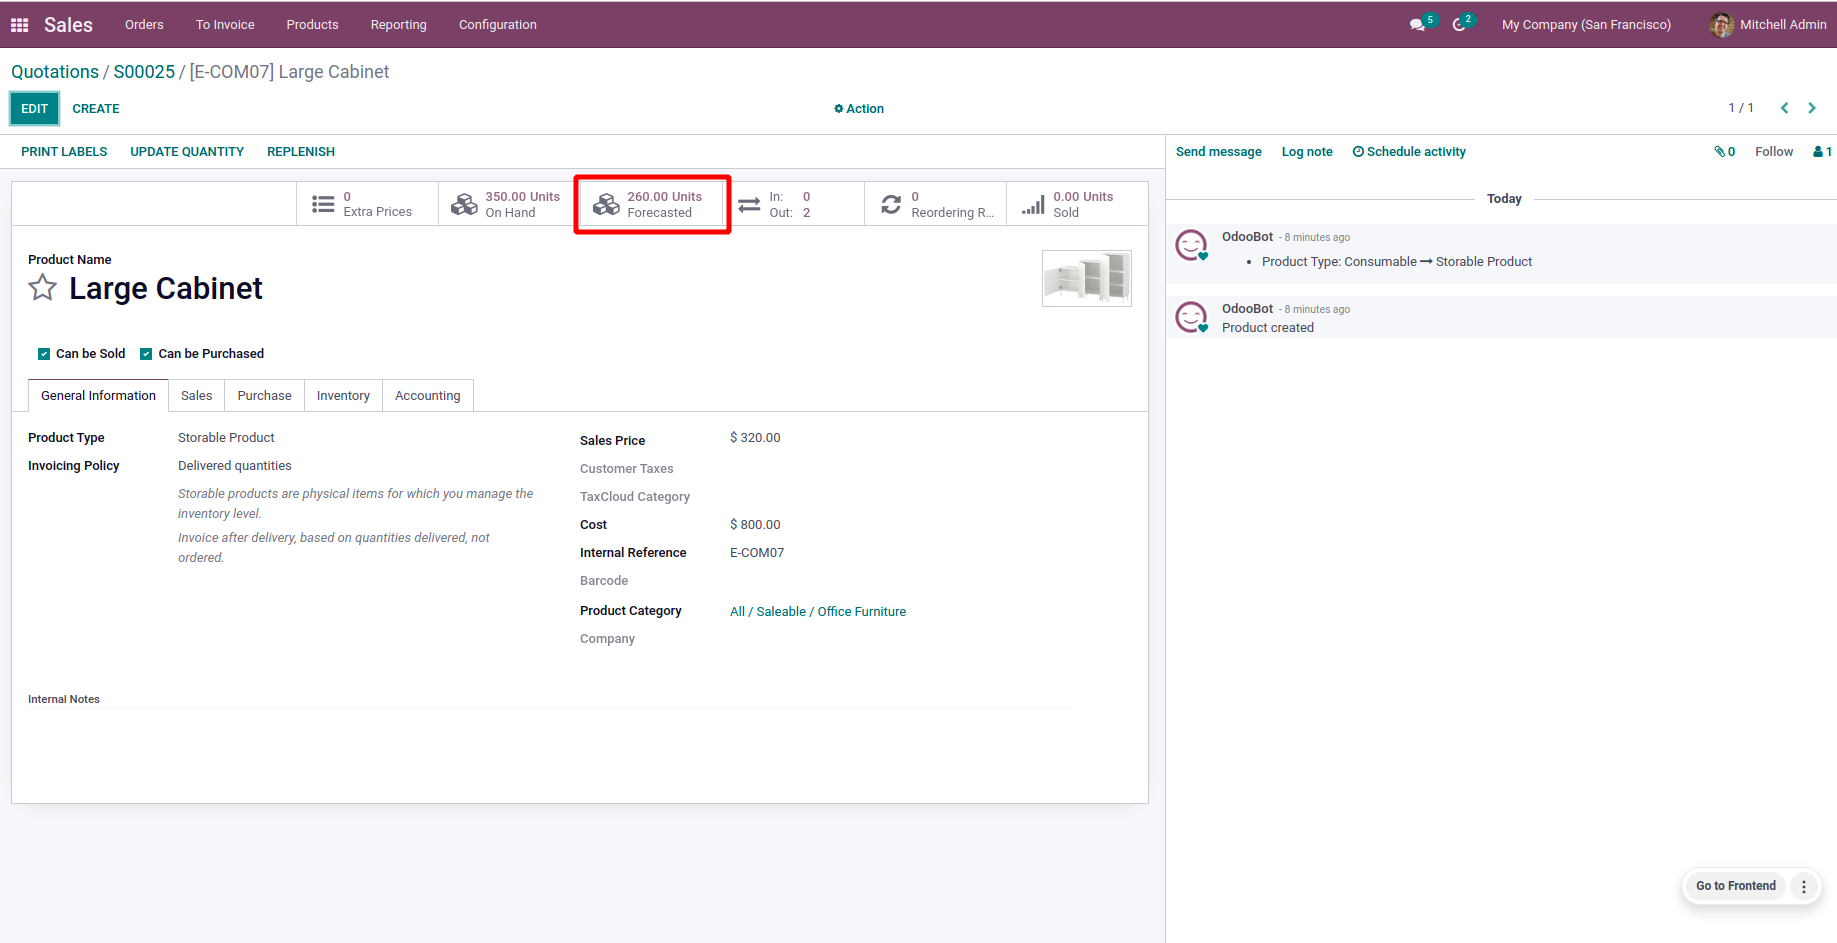 Sales Orders To Invoice Products Reporting Configuration 5 2 My Company (San Francisco) Mitchell Admin
Quotations / S00025 / [E-COM07] Large Cabinet
EDIT CREATE Action 1 / 1
PRINT LABELS UPDATE QUANTITY REPLENISH
0
Extra Prices
350.00 Units
On Hand
260.00 Units
Forecasted
In: 0
Out: 2
0
Reordering R...
0.00 Units
Sold
Product Name
Large Cabinet
Can be Sold Can be Purchased
General Information Sales Purchase Inventory Accounting
Product Type Storable Product
Invoicing Policy Delivered quantities
Storable products are physical items for which you manage the
inventory level.
Invoice after delivery, based on quantities delivered, not
ordered.
Sales Price $ 320.00
Customer Taxes
TaxCloud Category
Cost $ 800.00
Internal Reference E-COM07
Barcode
Product Category All / Saleable / Office Furniture
Company
Internal Notes
Send message Log note Schedule activity 0 Follow 1
Today
OdooBot - 8 minutes ago
• Product Type: Consumable → Storable Product
OdooBot - 8 minutes ago
Product created
Go to Frontend